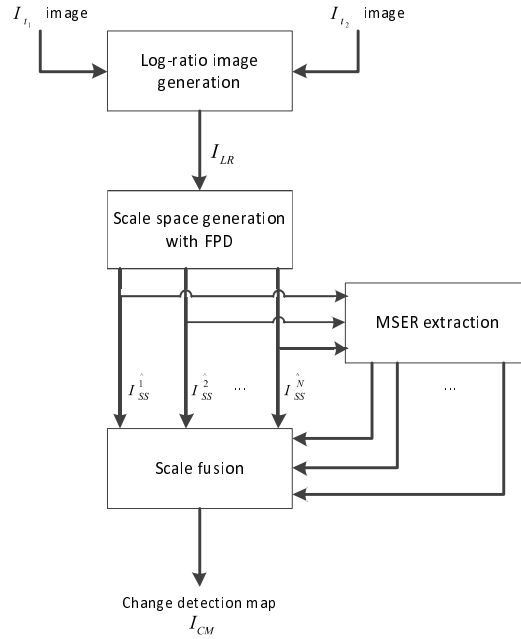 I_{t_1} image
I_{t_2} image
Log-ratio image
generation
I_{LR}
Scale space generation
with FPD
MSER extraction
I_{SS}^{\hat{1}} I_{SS}^{\hat{2}} ... I_{SS}^{\hat{N}}
...
Scale fusion
Change detection map
I_{CM}